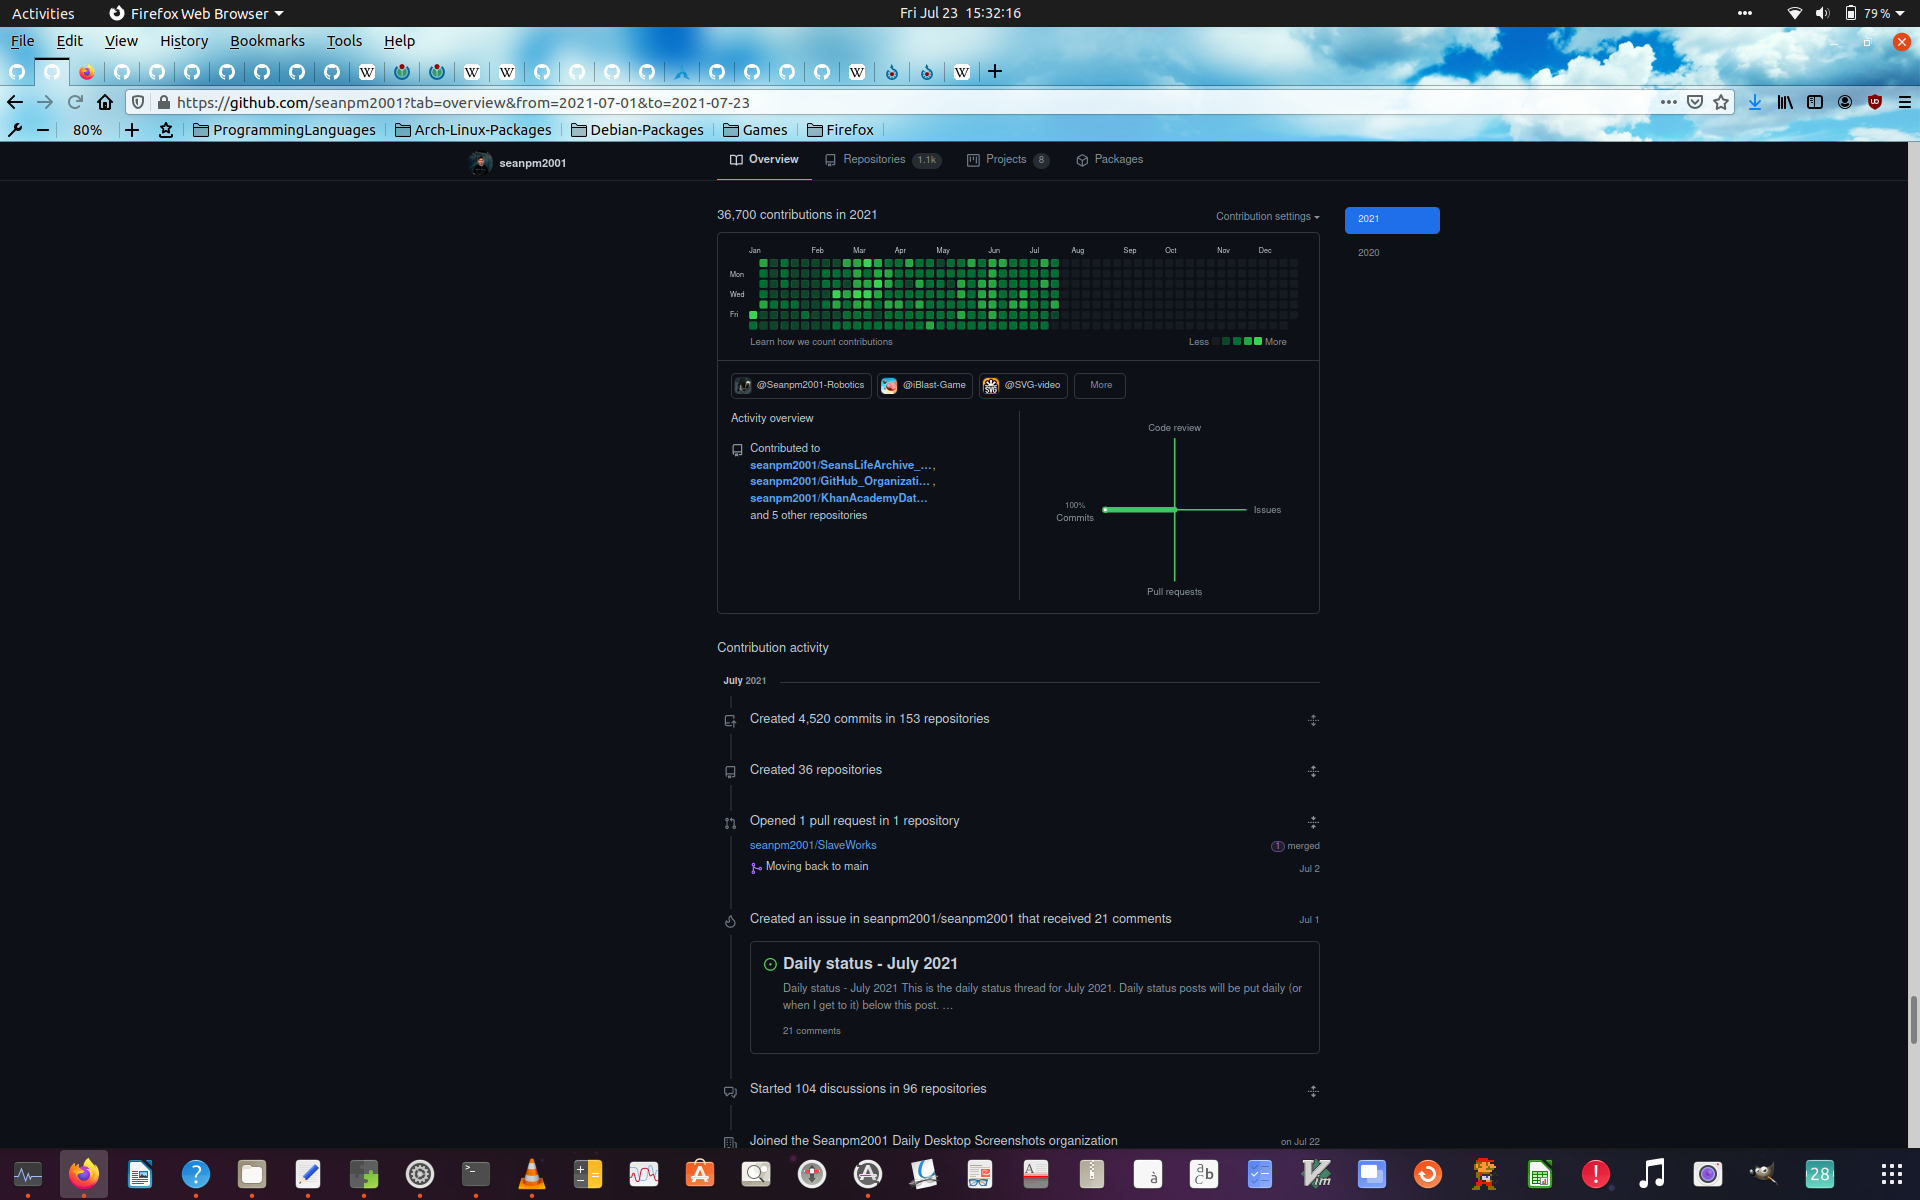 Activities
Firefox Web Browser
Fri Jul 23 15:32:16
79 %
File Edit View History Bookmarks Tools Help
https://github.com/seanpm2001?tab=overview&from=2021-07-01&to=2021-07-23
80%
ProgrammingLanguages
Arch-Linux-Packages
Debian-Packages
Games
Firefox
seanpm2001
Overview
Repositories 1.1k
Projects 8
Packages
36,700 contributions in 2021
Contribution settings
2021
2020
Jan Feb Mar Apr May Jun Jul Aug Sep Oct Nov Dec
Mon
Wed
Fri
Learn how we count contributions
Less More
@Seanpm2001-Robotics
@iBlast-Game
@SVG-video
More
Activity overview
Contributed to
seanpm2001/SeansLifeArchive_… ,
seanpm2001/GitHub_Organizati… ,
seanpm2001/KhanAcademyDat…
and 5 other repositories
Code review
100%
Commits
Issues
Pull requests
Contribution activity
July 2021
Created 4,520 commits in 153 repositories
Created 36 repositories
Opened 1 pull request in 1 repository
seanpm2001/SlaveWorks
1 merged
Moving back to main
Jul 2
Created an issue in seanpm2001/seanpm2001 that received 21 comments
Jul 1
Daily status - July 2021
Daily status - July 2021 This is the daily status thread for July 2021. Daily status posts will be put daily (or
when I get to it) below this post. …
21 comments
Started 104 discussions in 96 repositories
Joined the Seanpm2001 Daily Desktop Screenshots organization
on Jul 22
28